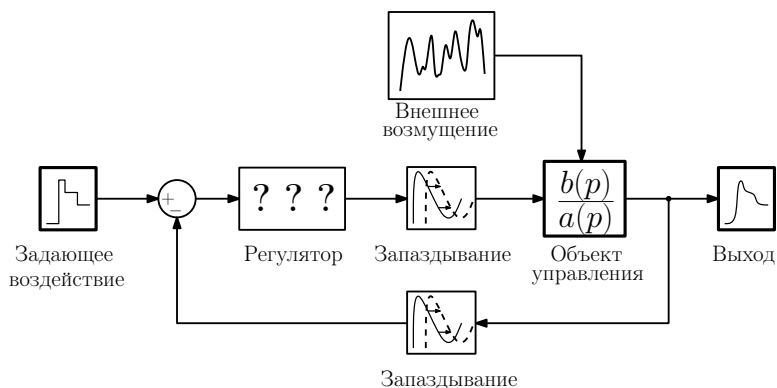 Внешнее
возмущение
+
−
? ? ?
b(p)
a(p)
Задающее
воздействие
Регулятор
Запаздывание
Объект
управления
Выход
Запаздывание